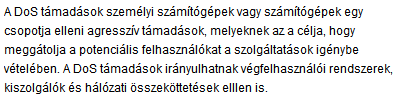 A DoS támadások személyi számítógépek vagy számítógépek egy
csopotja elleni agresszív támadások, melyeknek az a célja, hogy
meggátolja a potenciális felhasználókat a szolgáltatások igénybe
vételében. A DoS támadások irányulhatnak végfelhasználói rendszerek,
kiszolgálók és hálózati összeköttetések elllen is.